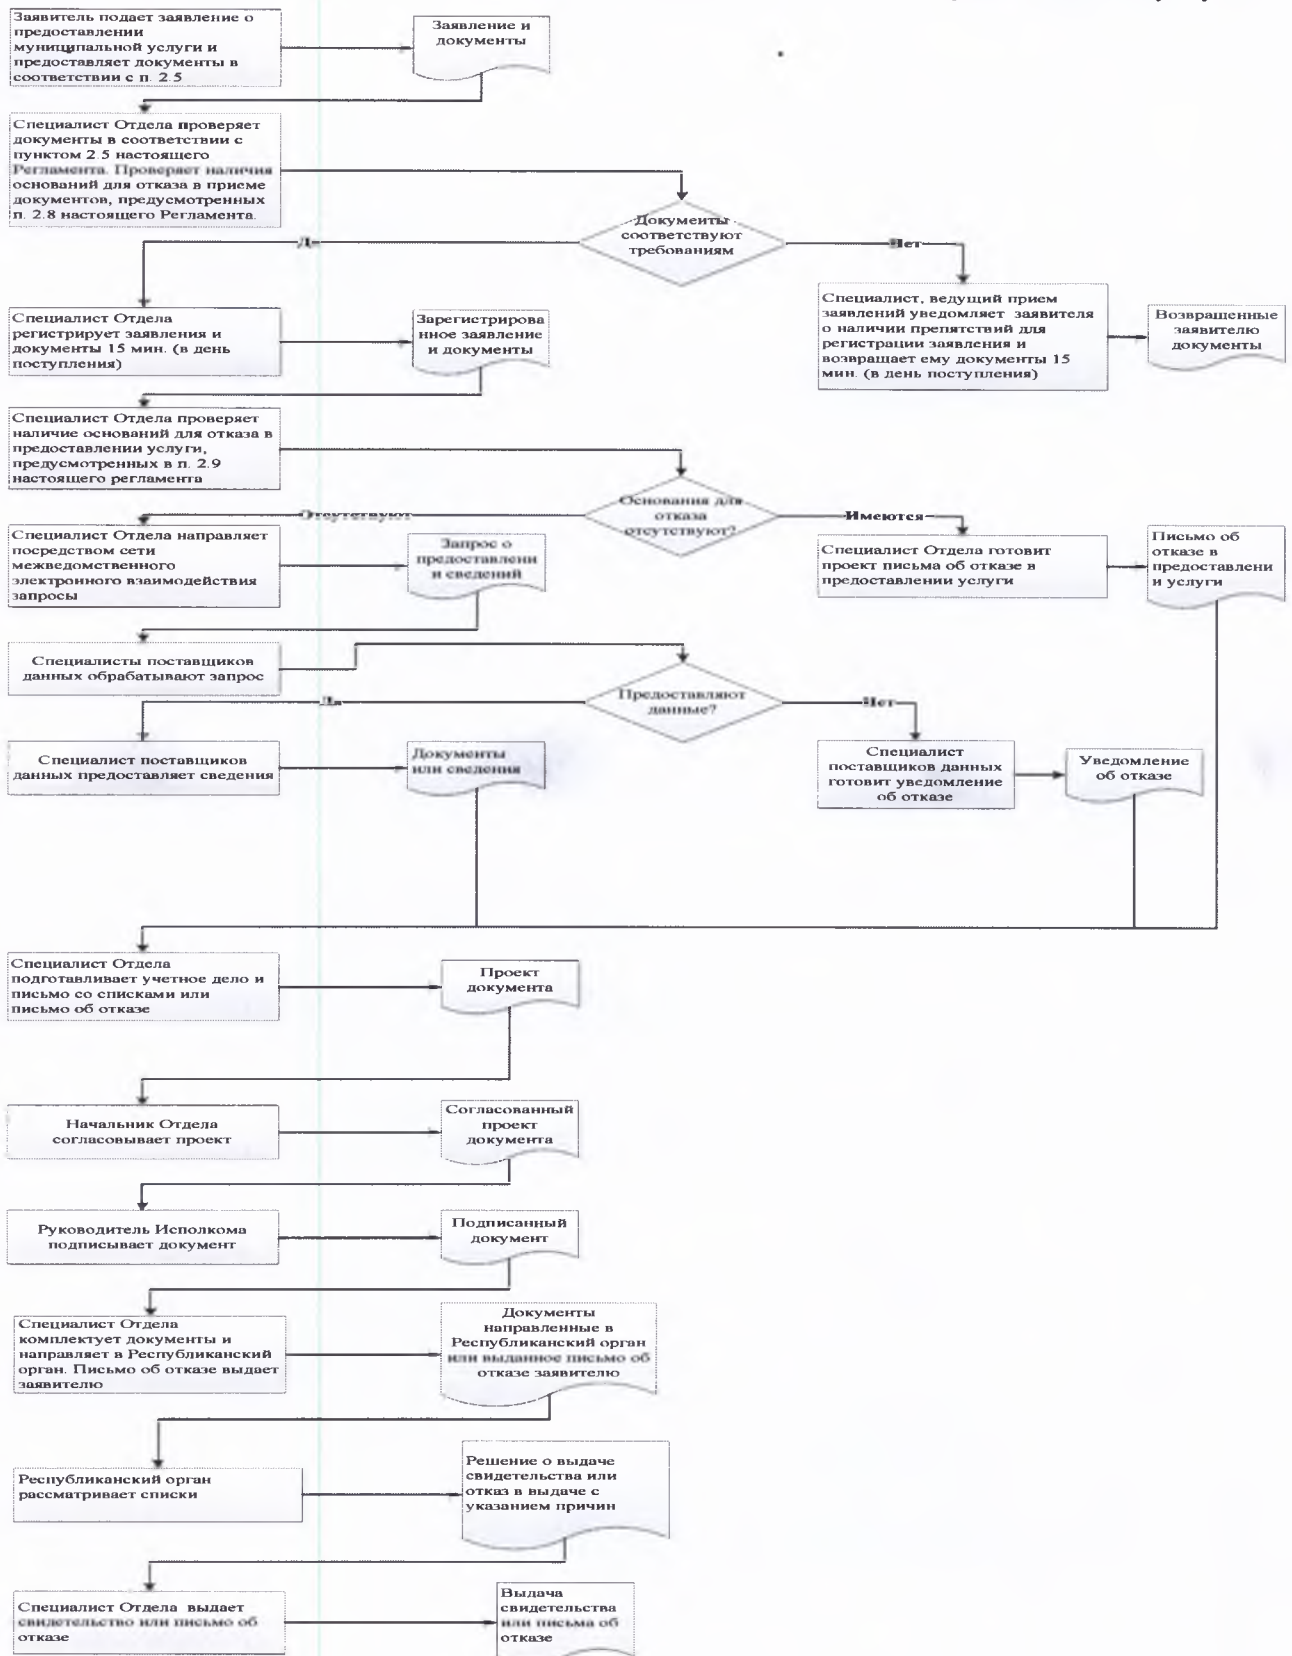 Заявитель подает заявление о
предоставлении
муниципальной услуги и
предоставляет документы в
соответствии с п. 2.5
Заявление и
документы
Специалист Отдела проверяет
документы в соответствии с
пунктом 2.5 настоящего
Регламента. Проверяет наличия
оснований для отказа в приеме
документов, предусмотренных
п. 2.8 настоящего Регламента.
Документы
соответствуют
требованиям
Нет
Специалист Отдела
регистрирует заявления и
документы 15 мин. (в день
поступления)
Зарегистрирова
нное заявление
и документы
Специалист, ведущий прием
заявлений уведомляет заявителя
о наличии препятствий для
регистрации заявления и
возвращает ему документы 15
мин. (в день поступления)
Возвращенные
заявителю
документы
Специалист Отдела проверяет
наличие оснований для отказа в
предоставлении услуги,
предусмотренных в п. 2.9
настоящего регламента
Основания для
отказа
отсутствуют?
Отсутствуют
Имеются
Специалист Отдела направляет
посредством сети
межведомственного
электронного взаимодействия
запросы
Запрос о
предоставлени
и сведений
Специалист Отдела готовит
проект письма об отказе в
предоставлении услуги
Письмо об
отказе в
предоставлени
и услуги
Специалисты поставщиков
данных обрабатывают запрос
Предоставляют
данные?
Да
Нет
Специалист поставщиков
данных предоставляет сведения
Документы
или сведения
Специалист
поставщиков данных
готовит уведомление
об отказе
Уведомление
об отказе
Специалист Отдела
подготавливает учетное дело и
письмо со списками или
письмо об отказе
Проект
документа
Начальник Отдела
согласовывает проект
Согласованный
проект
документа
Руководитель Исполкома
подписывает документ
Подписанный
документ
Специалист Отдела
комплектует документы и
направляет в Республиканский
орган. Письмо об отказе выдает
заявителю
Документы
направленные в
Республиканский орган
или выданное письмо об
отказе заявителю
Республиканский орган
рассматривает списки
Решение о выдаче
свидетельства или
отказ в выдаче с
указанием причин
Специалист Отдела выдает
свидетельство или письмо об
отказе
Выдача
свидетельства
или письма об
отказе